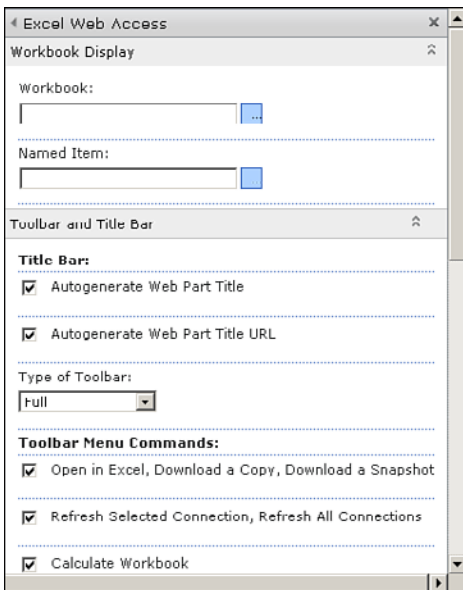 Excel Web Access
Workbook Display
Workbook:
...
Named Item:
Toolbar and Title Bar
Title Bar:
Autogenerate Web Part Title
Autogenerate Web Part Title URL
Type of Toolbar:
Full
Toolbar Menu Commands:
Open in Excel, Download a Copy, Download a Snapshot
Refresh Selected Connection, Refresh All Connections
Calculate Workbook